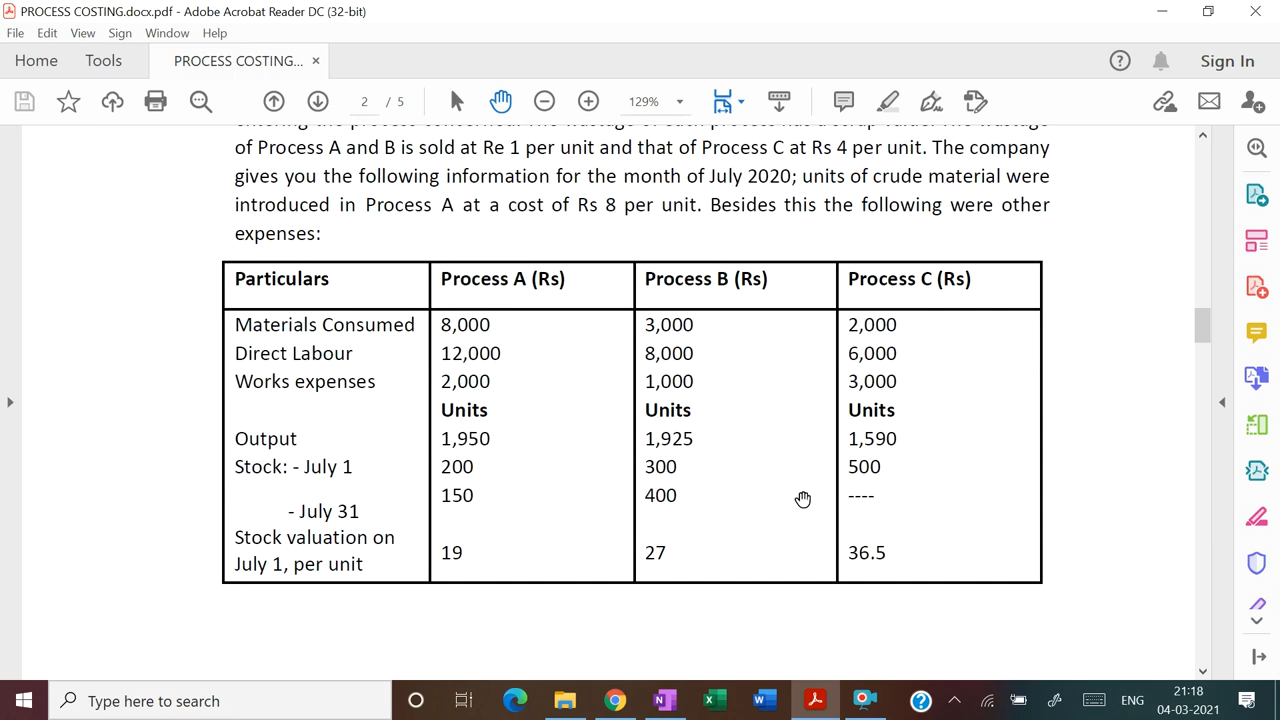 PROCESS COSTING.docx.pdf - Adobe Acrobat Reader DC (32-bit)
File Edit View Sign Window Help
Home Tools PROCESS COSTING... × Sign In
2 / 5 129%
of Process A and B is sold at Re 1 per unit and that of Process C at Rs 4 per unit. The company
gives you the following information for the month of July 2020; units of crude material were
introduced in Process A at a cost of Rs 8 per unit. Besides this the following were other
expenses:
Particulars Process A (Rs) Process B (Rs) Process C (Rs)
Materials Consumed 8,000 3,000 2,000
Direct Labour 12,000 8,000 6,000
Works expenses 2,000 1,000 3,000
Units Units Units
Output 1,950 1,925 1,590
Stock: - July 1 200 300 500
150 400 ----
- July 31
Stock valuation on
July 1, per unit 19 27 36.5
Type here to search
ENG
21:18
04-03-2021